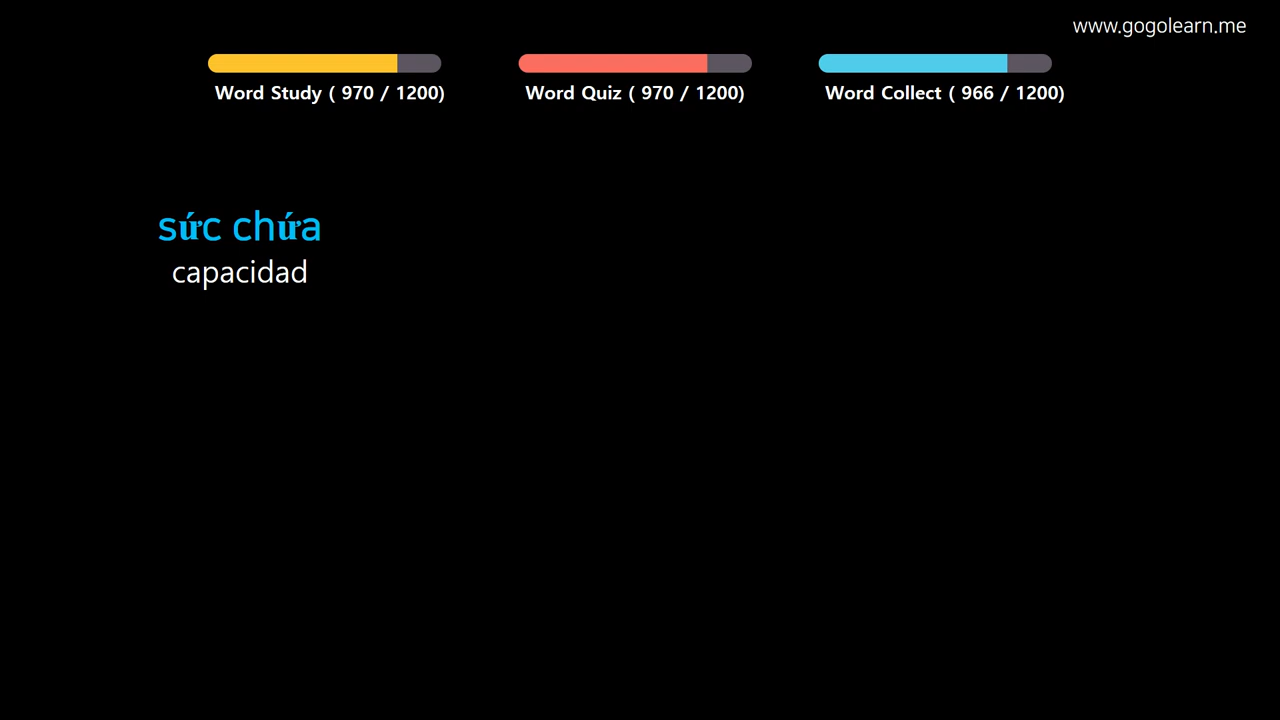 www.gogolearn.me
Word Study ( 970 / 1200)
Word Quiz ( 970 / 1200)
Word Collect ( 966 / 1200)
sức chứa
capacidad